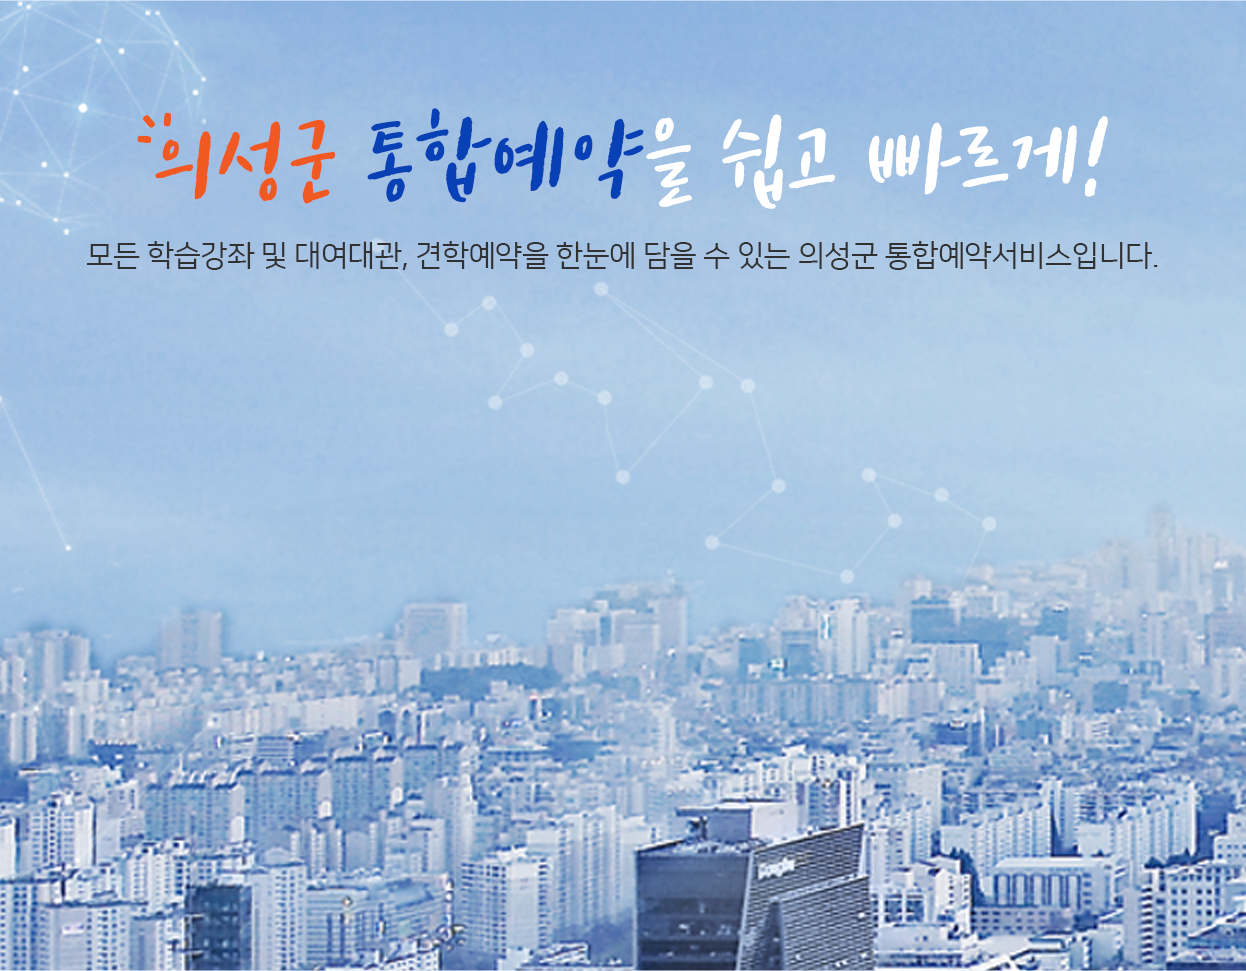 의성군 통합예약을 쉽고 빠르게!
모든 학습강좌 및 대여대관, 견학예약을 한눈에 담을 수 있는 의성군 통합예약서비스입니다.